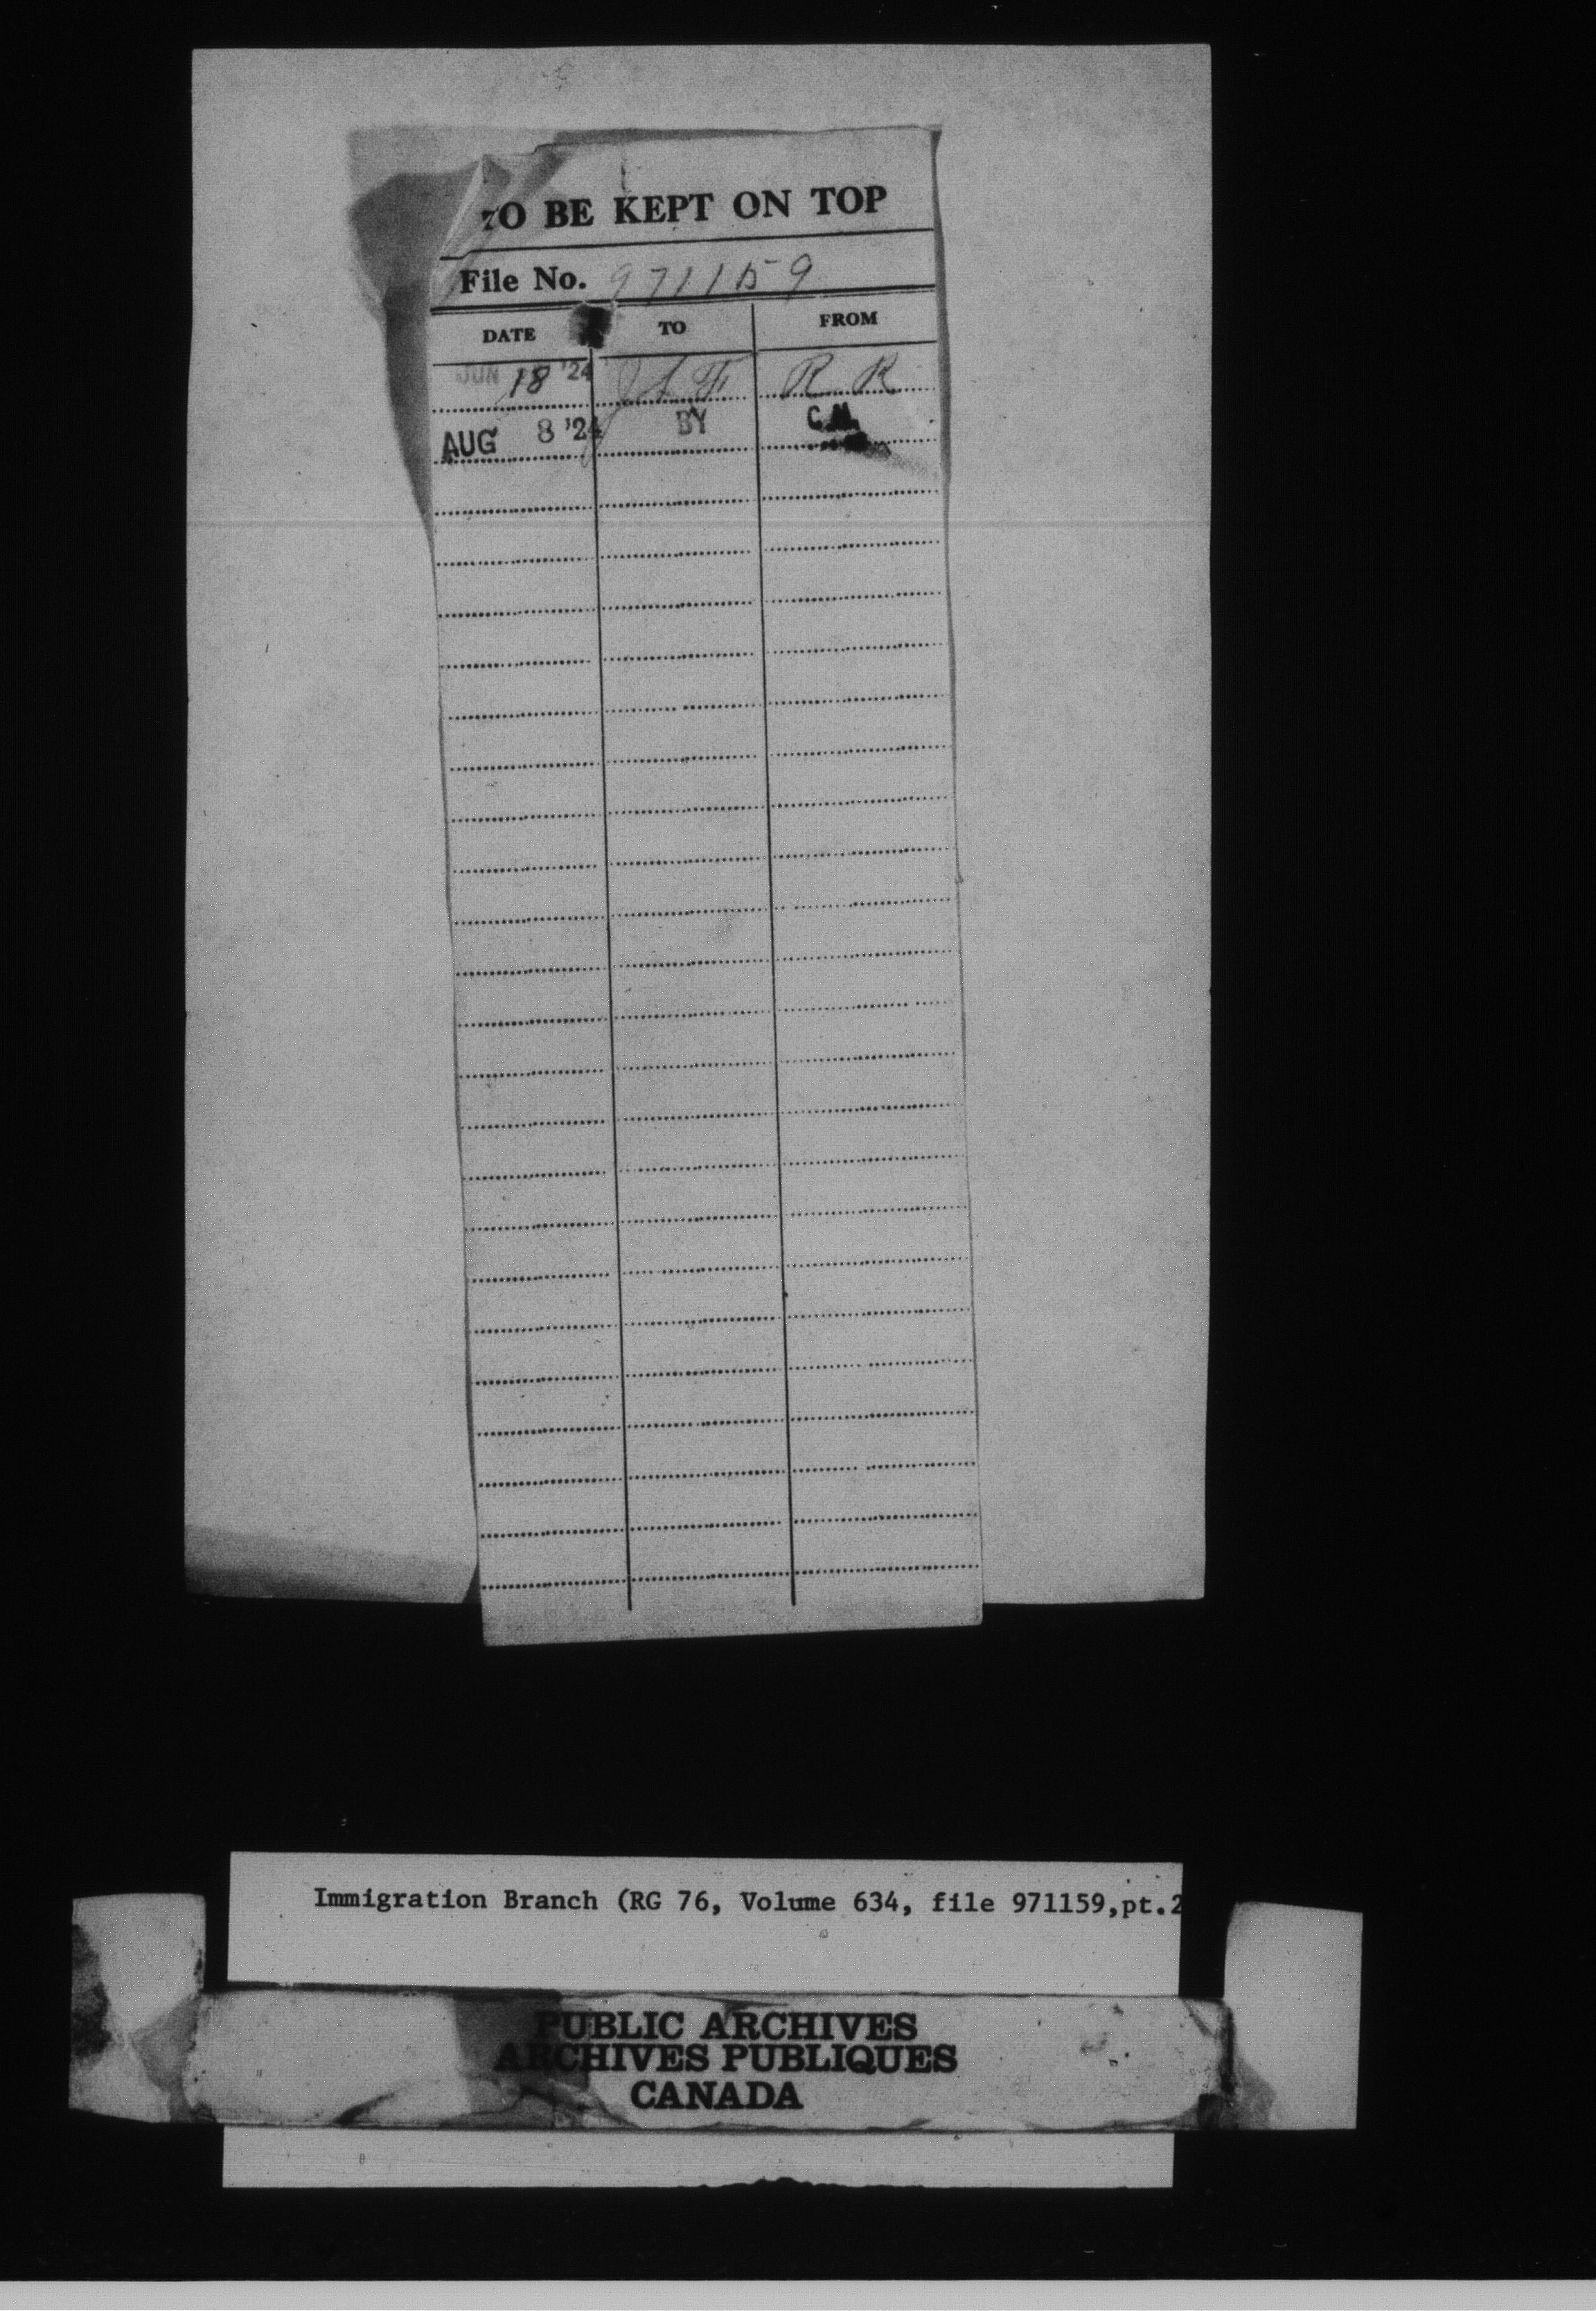 TO BE KEPT ON TOP
File No. 971159
DATE TO FROM
JUN 18 '24 R R
AUG 8 '24 BY C.M.
Immigration Branch (RG 76, Volume 634, file 971159,pt.2
PUBLIC ARCHIVES
ARCHIVES PUBLIQUES
CANADA